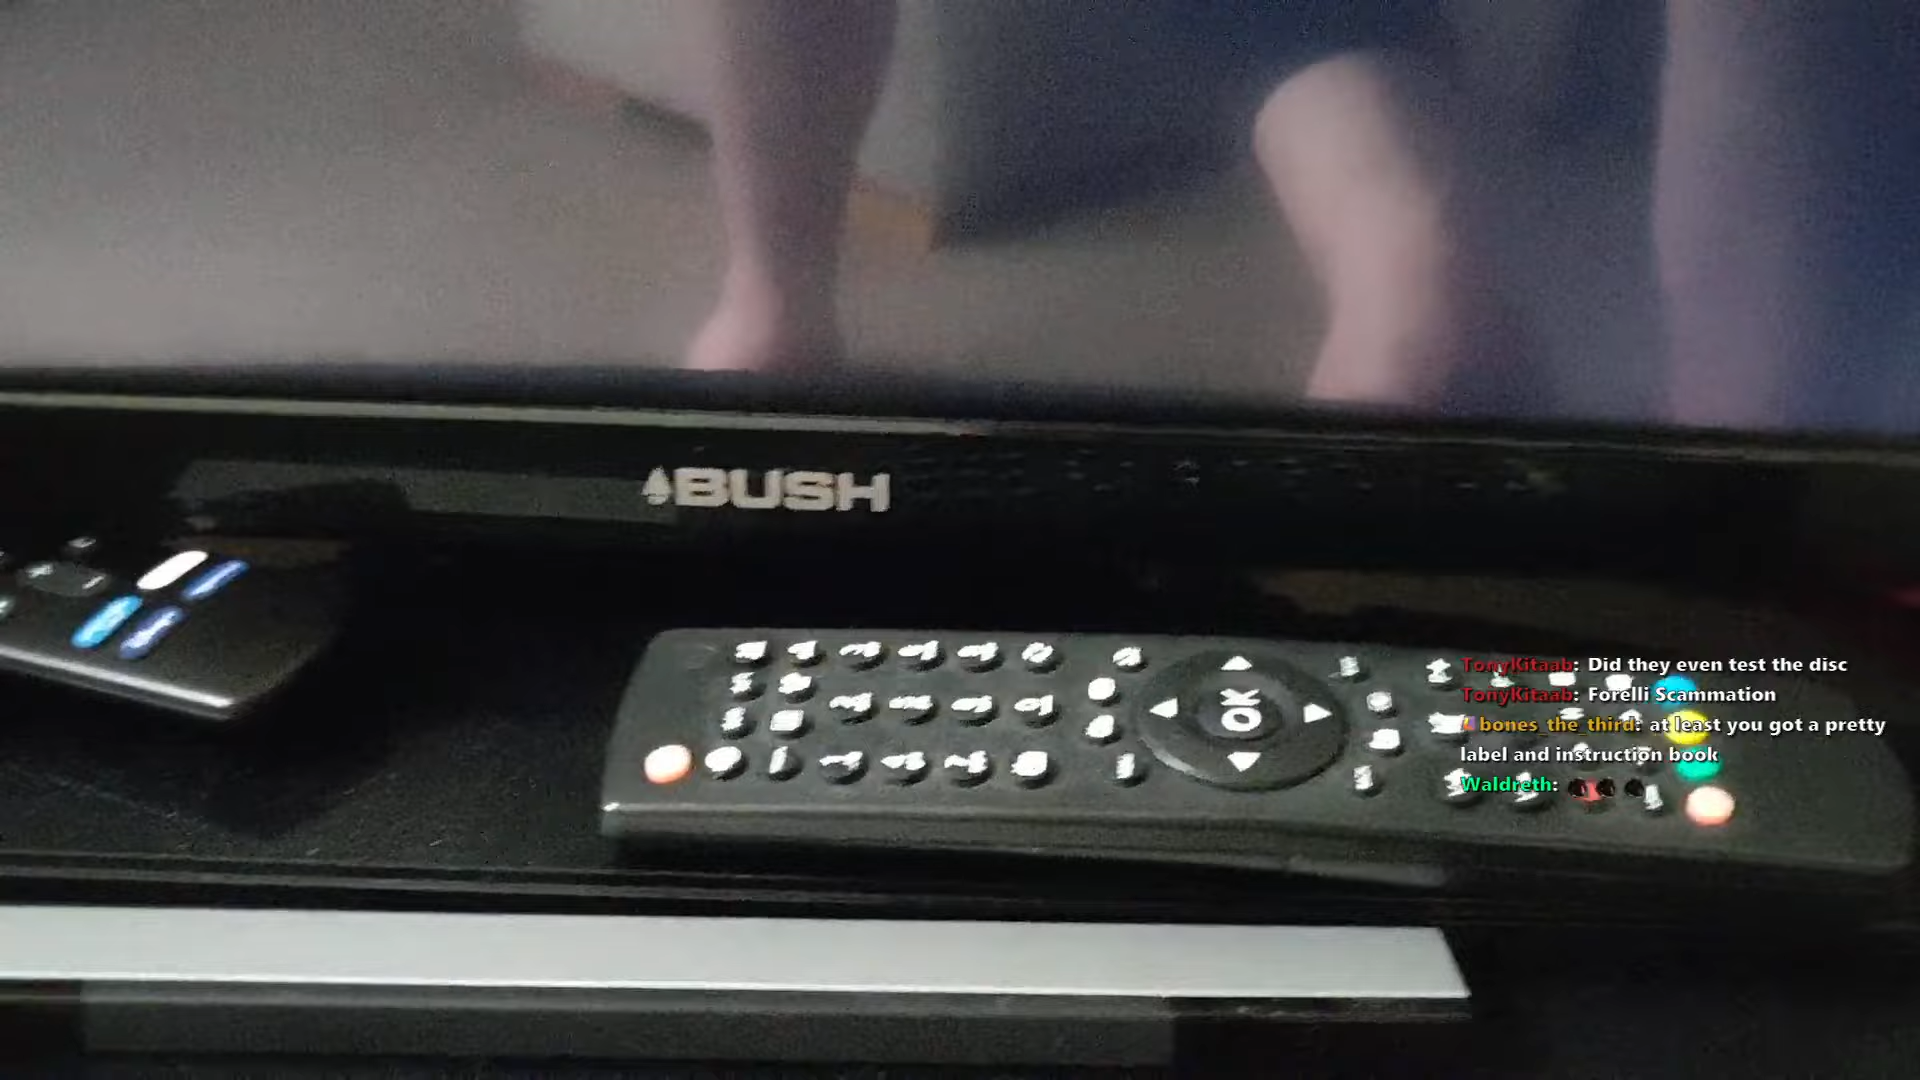 BUSH
OK
TonyKitaab: Did they even test the disc
TonyKitaab: Forelli Scammation
bones_the_third: at least you got a pretty
label and instruction book
Waldreth: